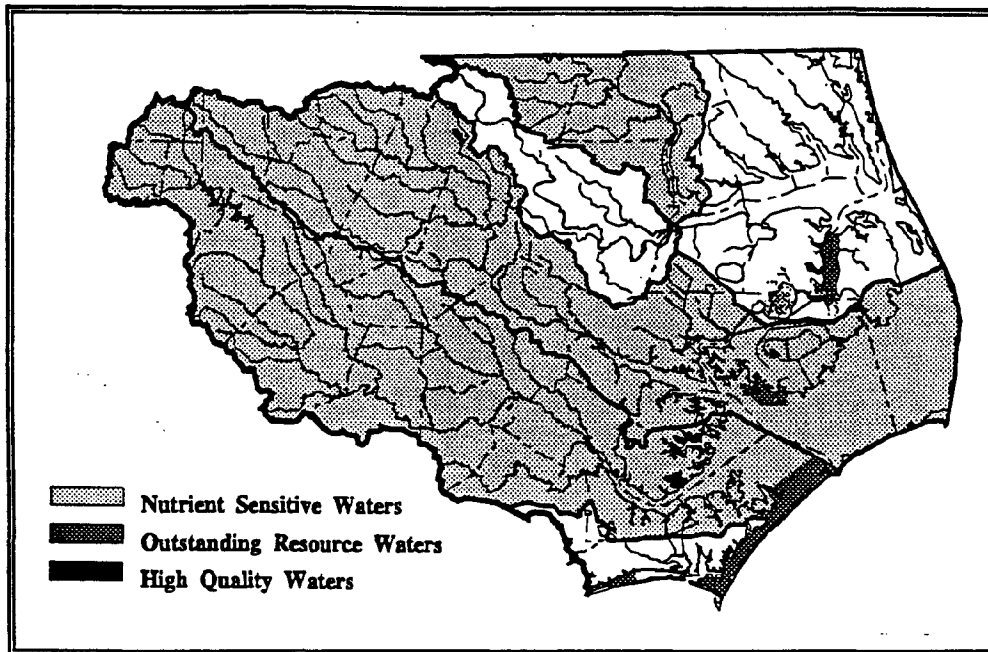 Nutrient Sensitive Waters
Outstanding Resource Waters
High Quality Waters